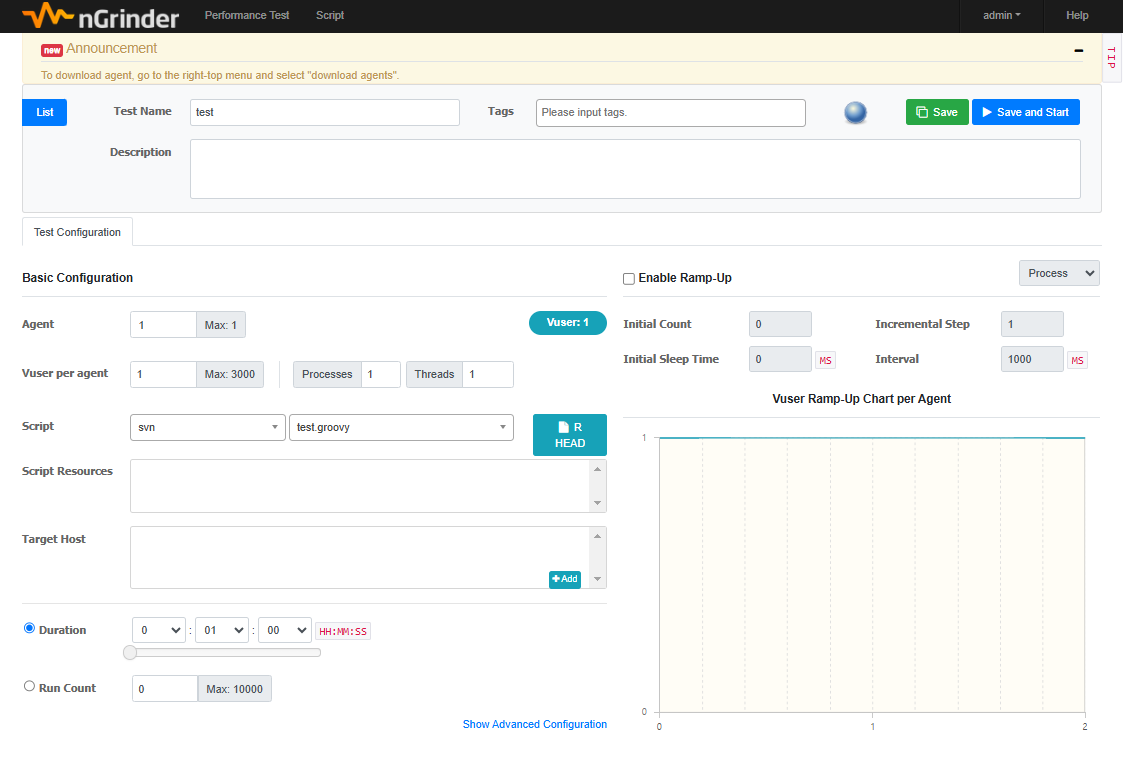 nGrinder Performance Test Script admin Help
new Announcement
To download agent, go to the right-top menu and select "download agents".
TIP
List Test Name test Tags Please input tags. Save Save and Start
Description
Test Configuration
Basic Configuration
Agent 1 Max: 1 Vuser: 1
Vuser per agent 1 Max: 3000 Processes 1 Threads 1
Script svn test.groovy R HEAD
Script Resources
Target Host
Add
Duration 0 : 01 : 00 HH:MM:SS
Run Count 0 Max: 10000
Show Advanced Configuration
Enable Ramp-Up Process
Initial Count 0 Incremental Step 1
Initial Sleep Time 0 MS Interval 1000 MS
Vuser Ramp-Up Chart per Agent
1
0
0 1 2